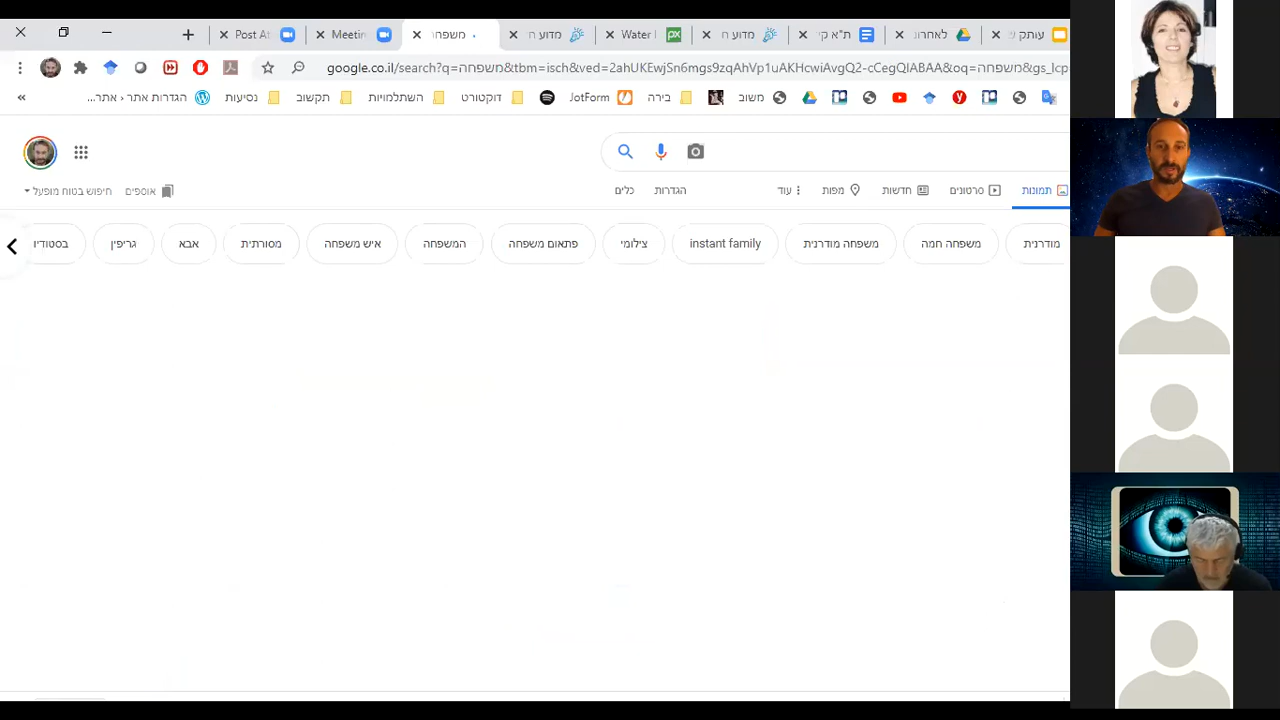 עותק ש
לאחרונ
ת"א קי
מדוע ח
Water I
מדוע ח
משפחה
Meetin
Post At
google.co.il/search?q=משפחה&tbm=isch&ved=2ahUKEwjSn6mgs9zqAhVp1uAKHcwiAvgQ2-cCegQIABAA&oq=משפחה&gs_lcp
משוב
בירה
JotForm
דוקטורט
השתלמויות
תקשוב
נסיעות
הגדרות אתר ‹ אתר...
תמונות
סרטונים
חדשות
מפות
עוד
הגדרות
כלים
אוספים
חיפוש בטוח מופעל
מודרנית
משפחה חמה
משפחה מודרנית
instant family
צילומי
פתאום משפחה
המשפחה
איש משפחה
מסורתית
אבא
גריפין
בסטודיו